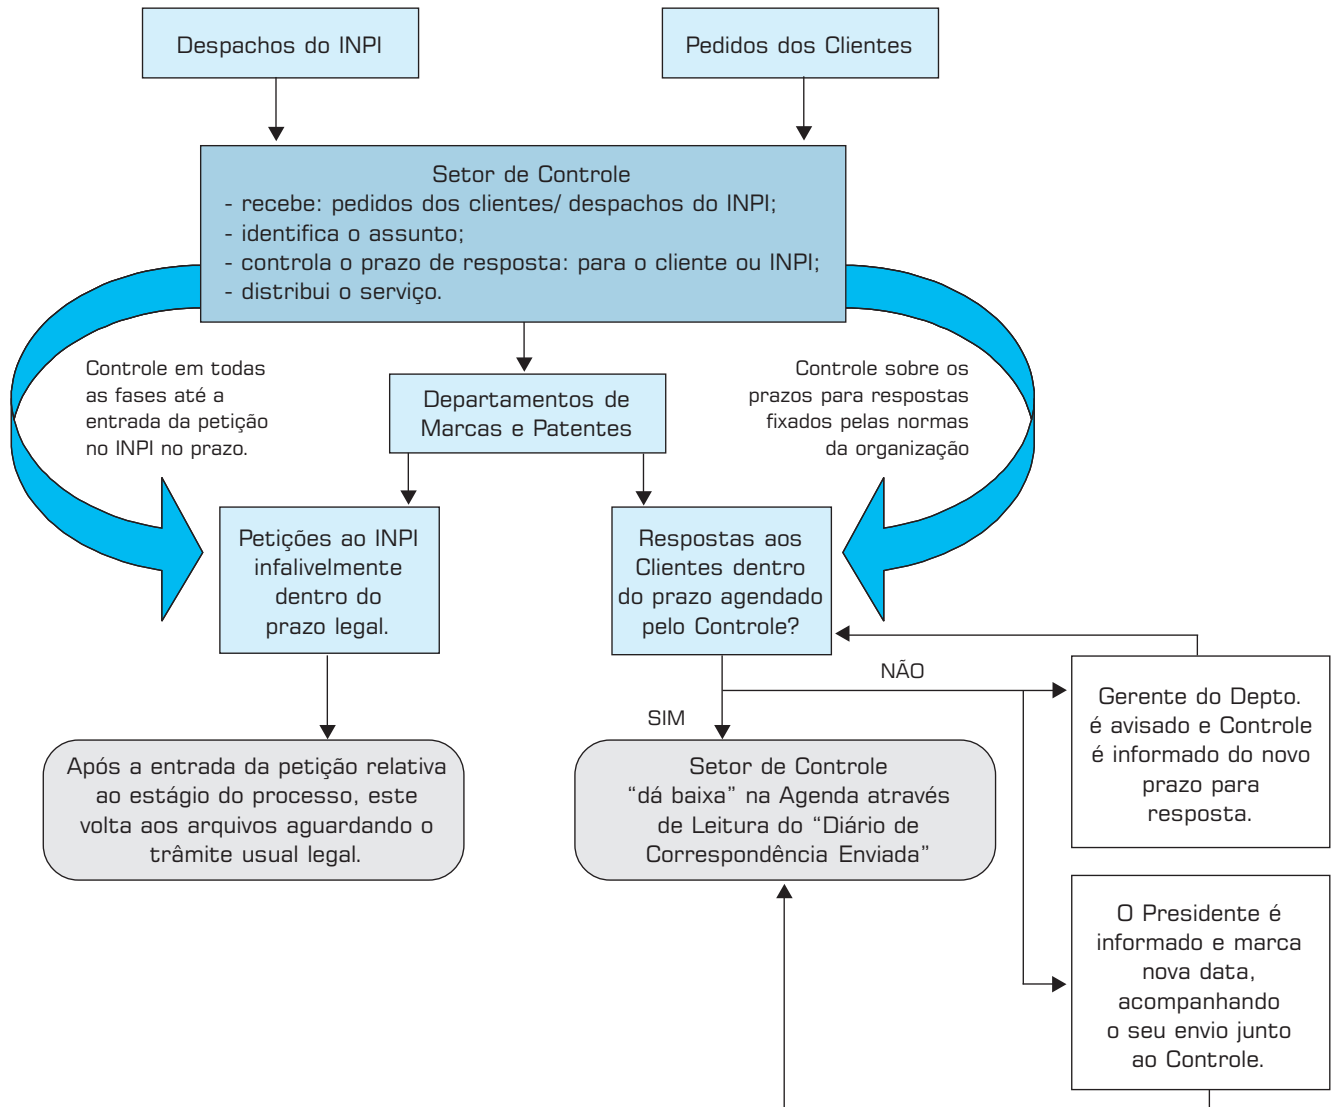 Despachos do INPI
Pedidos dos Clientes
Setor de Controle
- recebe: pedidos dos clientes/ despachos do INPI;
- identifica o assunto;
- controla o prazo de resposta: para o cliente ou INPI;
- distribui o serviço.
Controle em todas
as fases até a
entrada da petição
no INPI no prazo.
Departamentos de
Marcas e Patentes
Controle sobre os
prazos para respostas
fixados pelas normas
da organização
Petições ao INPI
infalivelmente
dentro do
prazo legal.
Respostas aos
Clientes dentro
do prazo agendado
pelo Controle?
NÃO
SIM
Gerente do Depto.
é avisado e Controle
é informado do novo
prazo para
resposta.
Após a entrada da petição relativa
ao estágio do processo, este
volta aos arquivos aguardando o
trâmite usual legal.
Setor de Controle
“dá baixa” na Agenda através
de Leitura do “Diário de
Correspondência Enviada”
O Presidente é
informado e marca
nova data,
acompanhando
o seu envio junto
ao Controle.